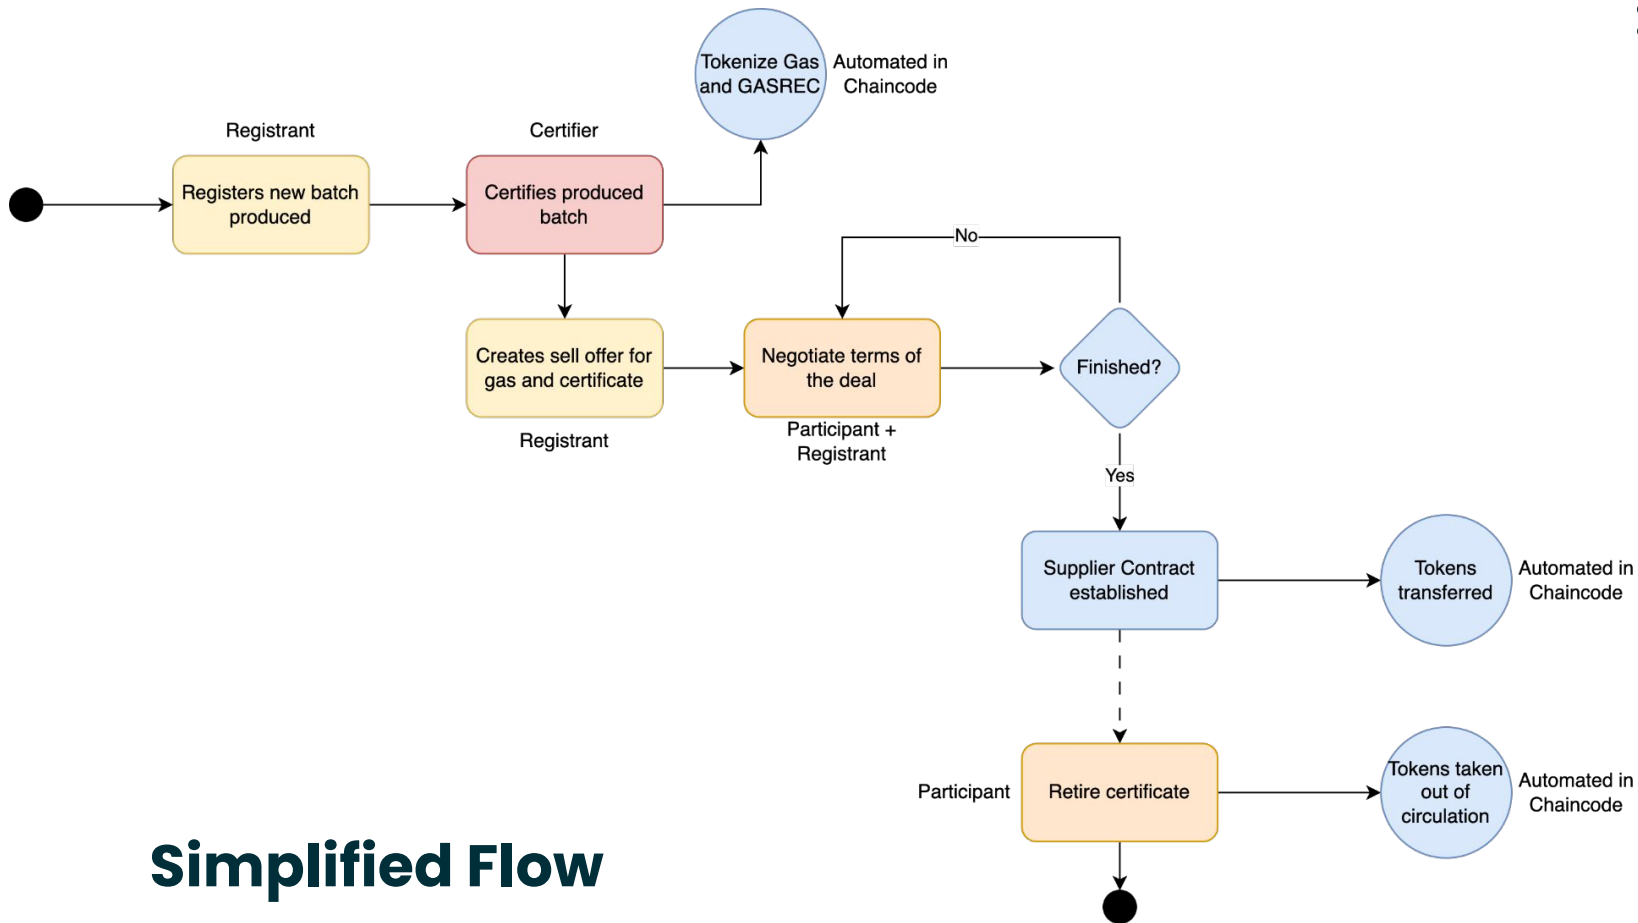 Tokenize Gas
and GASREC
Automated in
Chaincode
Registrant
Certifier
Registers new batch
produced
Certifies produced
batch
No
Creates sell offer for
gas and certificate
Negotiate terms of
the deal
Finished?
Registrant
Participant +
Registrant
Yes
Supplier Contract
established
Tokens
transferred
Automated in
Chaincode
Participant
Retire certificate
Tokens taken
out of
circulation
Automated in
Chaincode
Simplified Flow